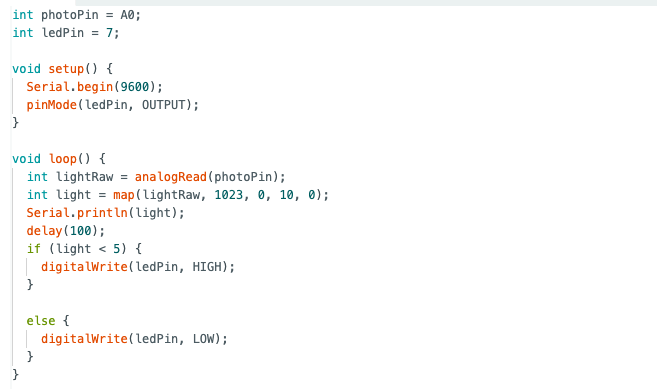 int photoPin = A0;
int ledPin = 7;

void setup() {
  Serial.begin(9600);
  pinMode(ledPin, OUTPUT);
}

void loop() {
  int lightRaw = analogRead(photoPin);
  int light = map(lightRaw, 1023, 0, 10, 0);
  Serial.println(light);
  delay(100);
  if (light < 5) {
    digitalWrite(ledPin, HIGH);
  }

  else {
    digitalWrite(ledPin, LOW);
  }
}